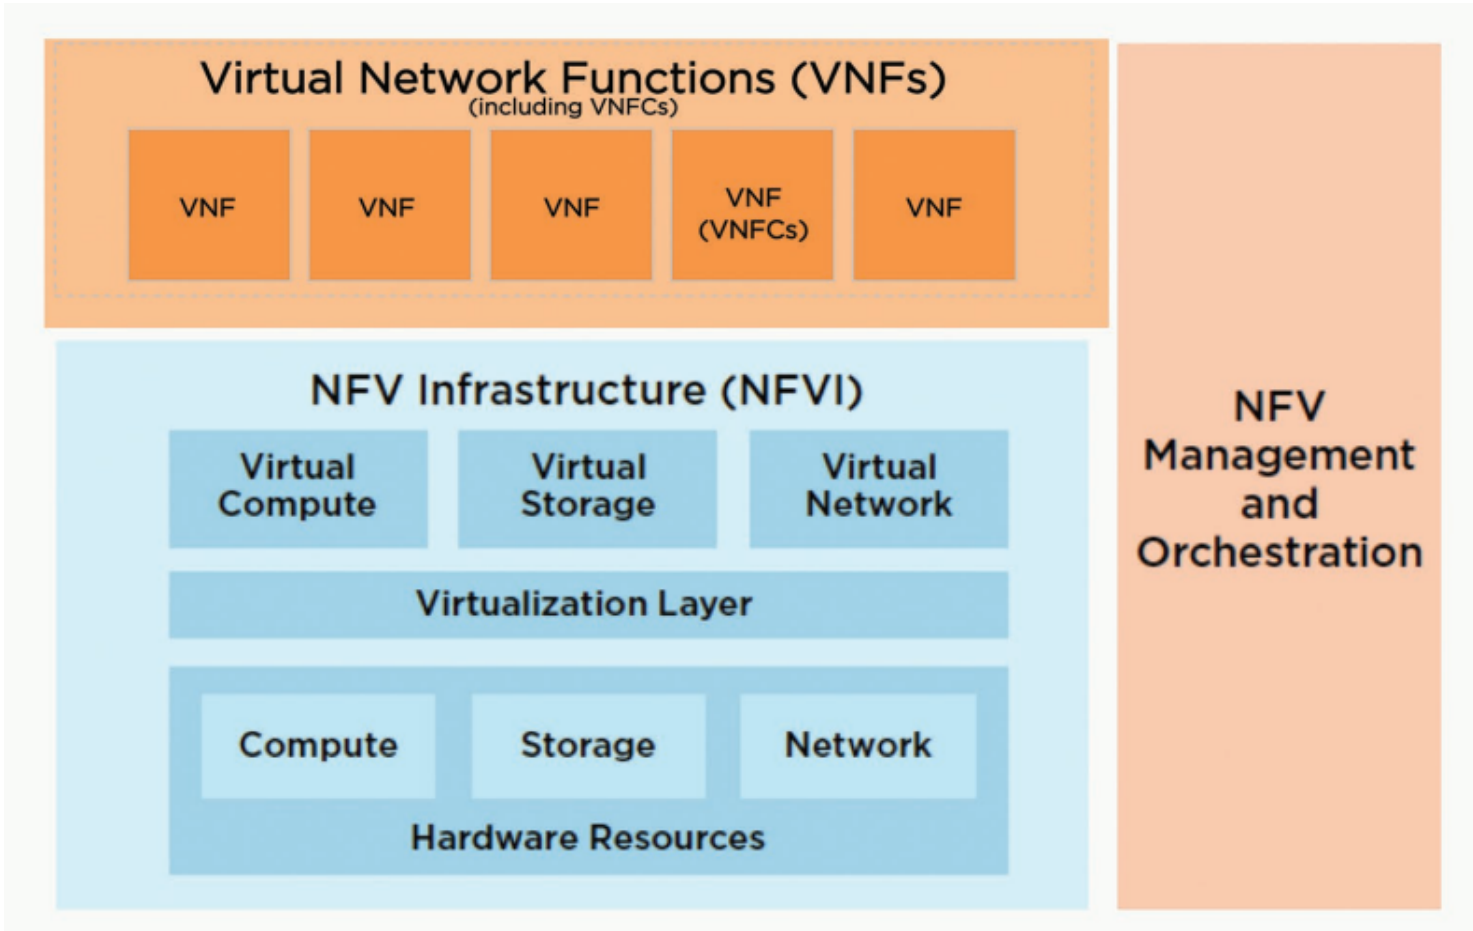 Virtual Network Functions (VNFs)
(including VNFCs)
VNF
VNF
VNF
VNF
(VNFCs)
VNF
NFV Infrastructure (NFVI)
Virtual
Compute
Virtual
Storage
Virtual
Network
Virtualization Layer
Compute
Storage
Network
Hardware Resources
NFV
Management
and
Orchestration